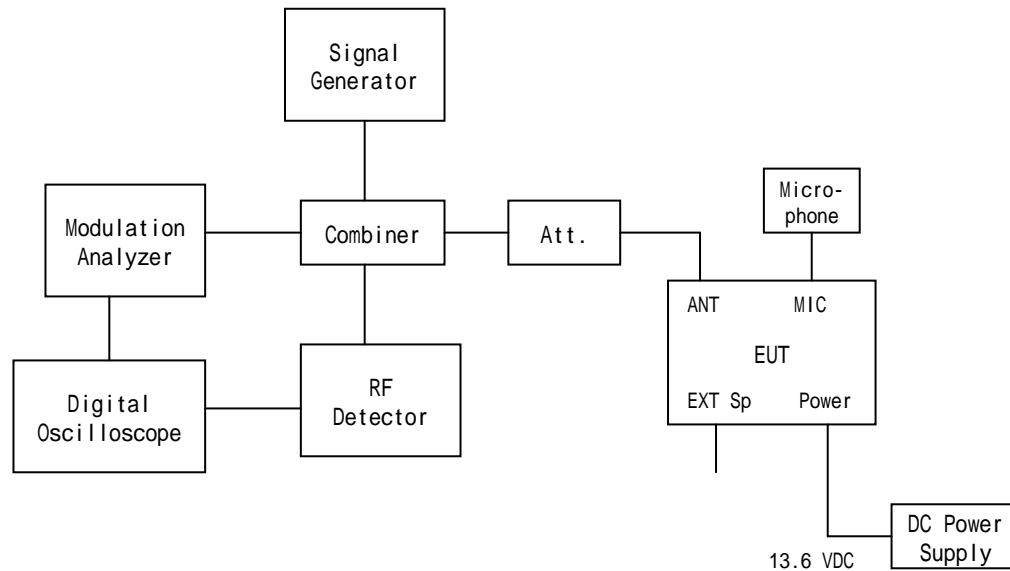 Signal
Generator
Micro-
phone
Modulation
Analyzer
Combiner
Att.
ANT MIC
EUT
EXT Sp Power
RF
Detector
Digital
Oscilloscope
DC Power
Supply
13.6 VDC